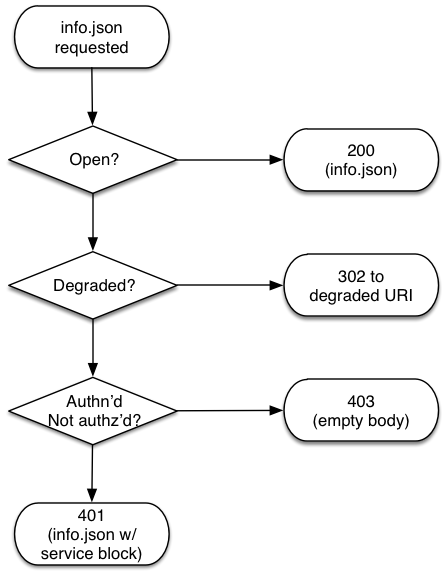 info.json
requested
Open?
200
(info.json)
Degraded?
302 to
degraded URI
Authn'd
Not authz'd?
403
(empty body)
401
(info.json w/
service block)